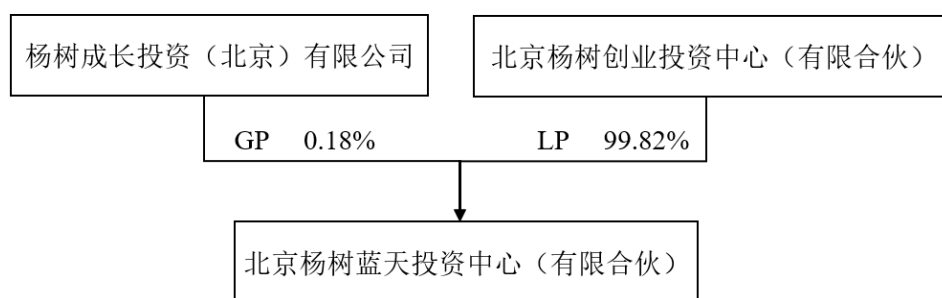 杨树成长投资（北京）有限公司
北京杨树创业投资中心（有限合伙）
GP 0.18%
LP 99.82%
北京杨树蓝天投资中心（有限合伙）